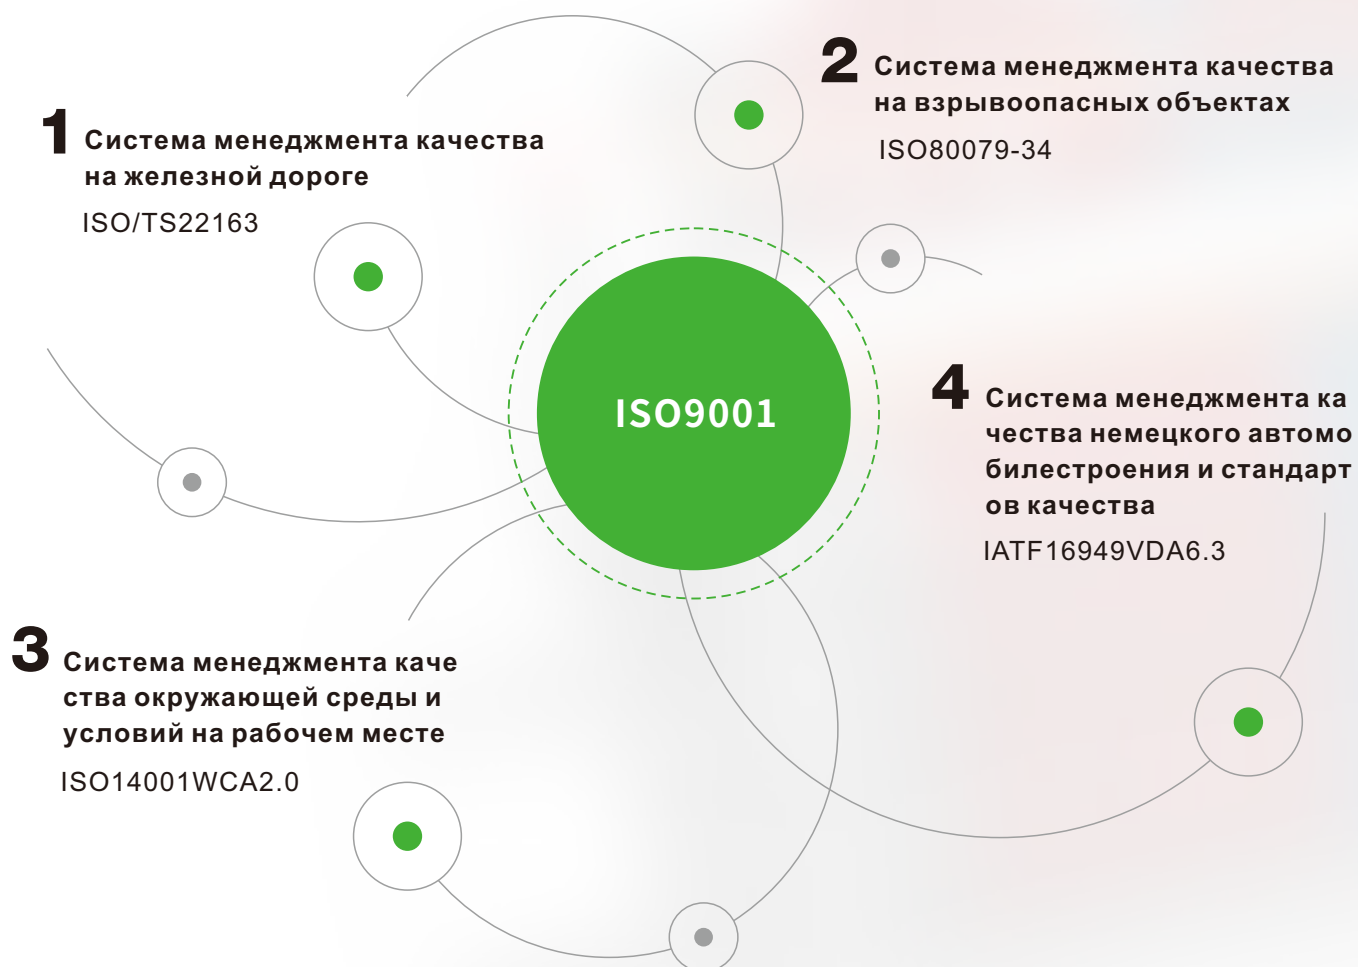 1 Система менеджмента качества
на железной дороге
ISO/TS22163
2 Система менеджмента качества
на взрывоопасных объектах
ISO80079-34
ISO9001
3 Система менеджмента каче
ства окружающей среды и
условий на рабочем месте
ISO14001WCA2.0
4 Система менеджмента ка
чества немецкого автомо
билестроения и стандарт
ов качества
IATF16949VDA6.3